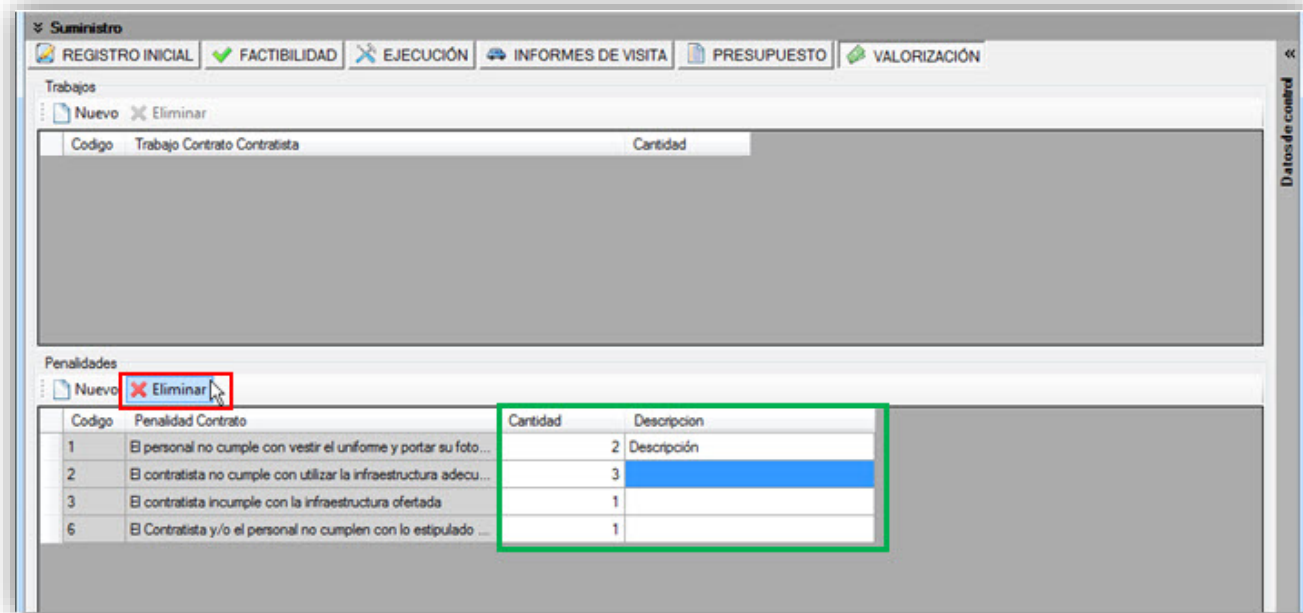 Suministro
REGISTRO INICIAL FACTIBILIDAD EJECUCIÓN INFORMES DE VISITA PRESUPUESTO VALORIZACIÓN
Datos de control
Trabajos
Nuevo Eliminar
Codigo Trabajo Contrato Contratista Cantidad
Penalidades
Nuevo Eliminar
Codigo Penalidad Contrato Cantidad Descripcion
1 El personal no cumple con vestir el uniforme y portar su foto... 2 Descripción
2 El contratista no cumple con utilizar la infraestructura adecu... 3
3 El contratista incumple con la infraestructura ofertada 1
6 El Contratista y/o el personal no cumplen con lo estipulado ... 1